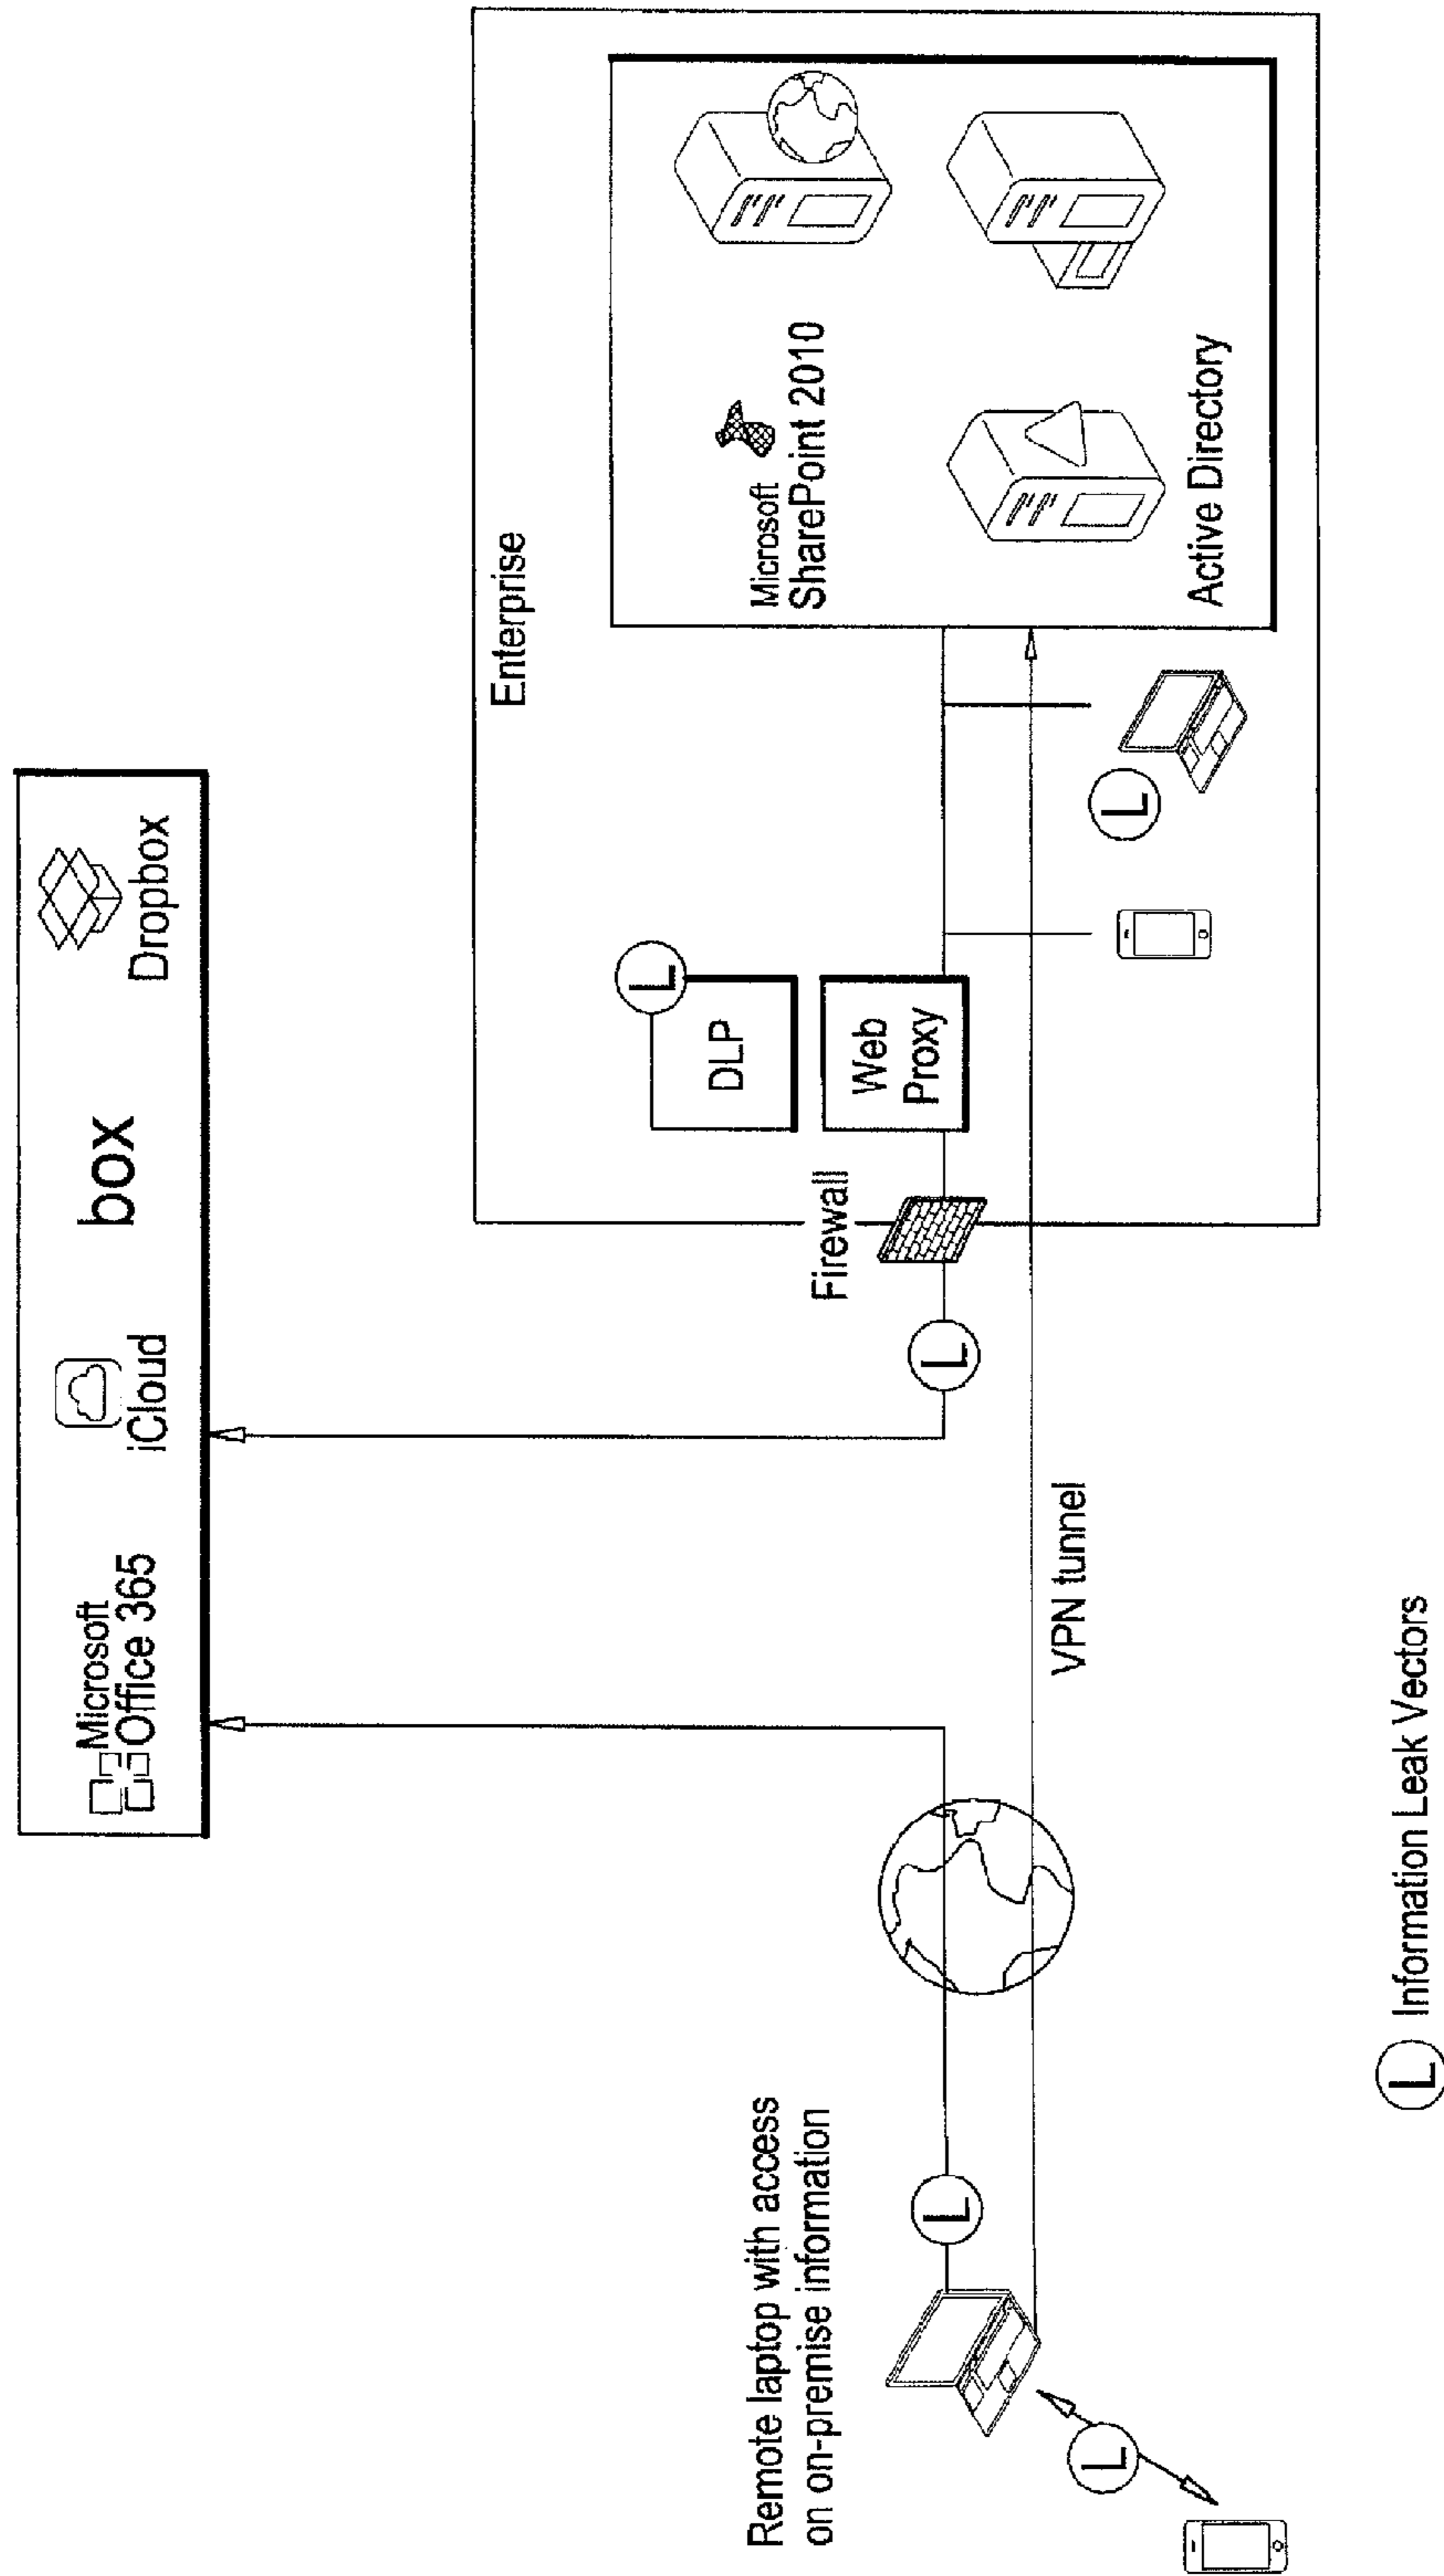 Microsoft
Office 365
iCloud
box
Dropbox
Enterprise
Microsoft
SharePoint 2010
Active Directory
L
DLP
Web
Proxy
L
Firewall
L
VPN tunnel
Remote laptop with access
on on-premise information
L
L
L Information Leak Vectors